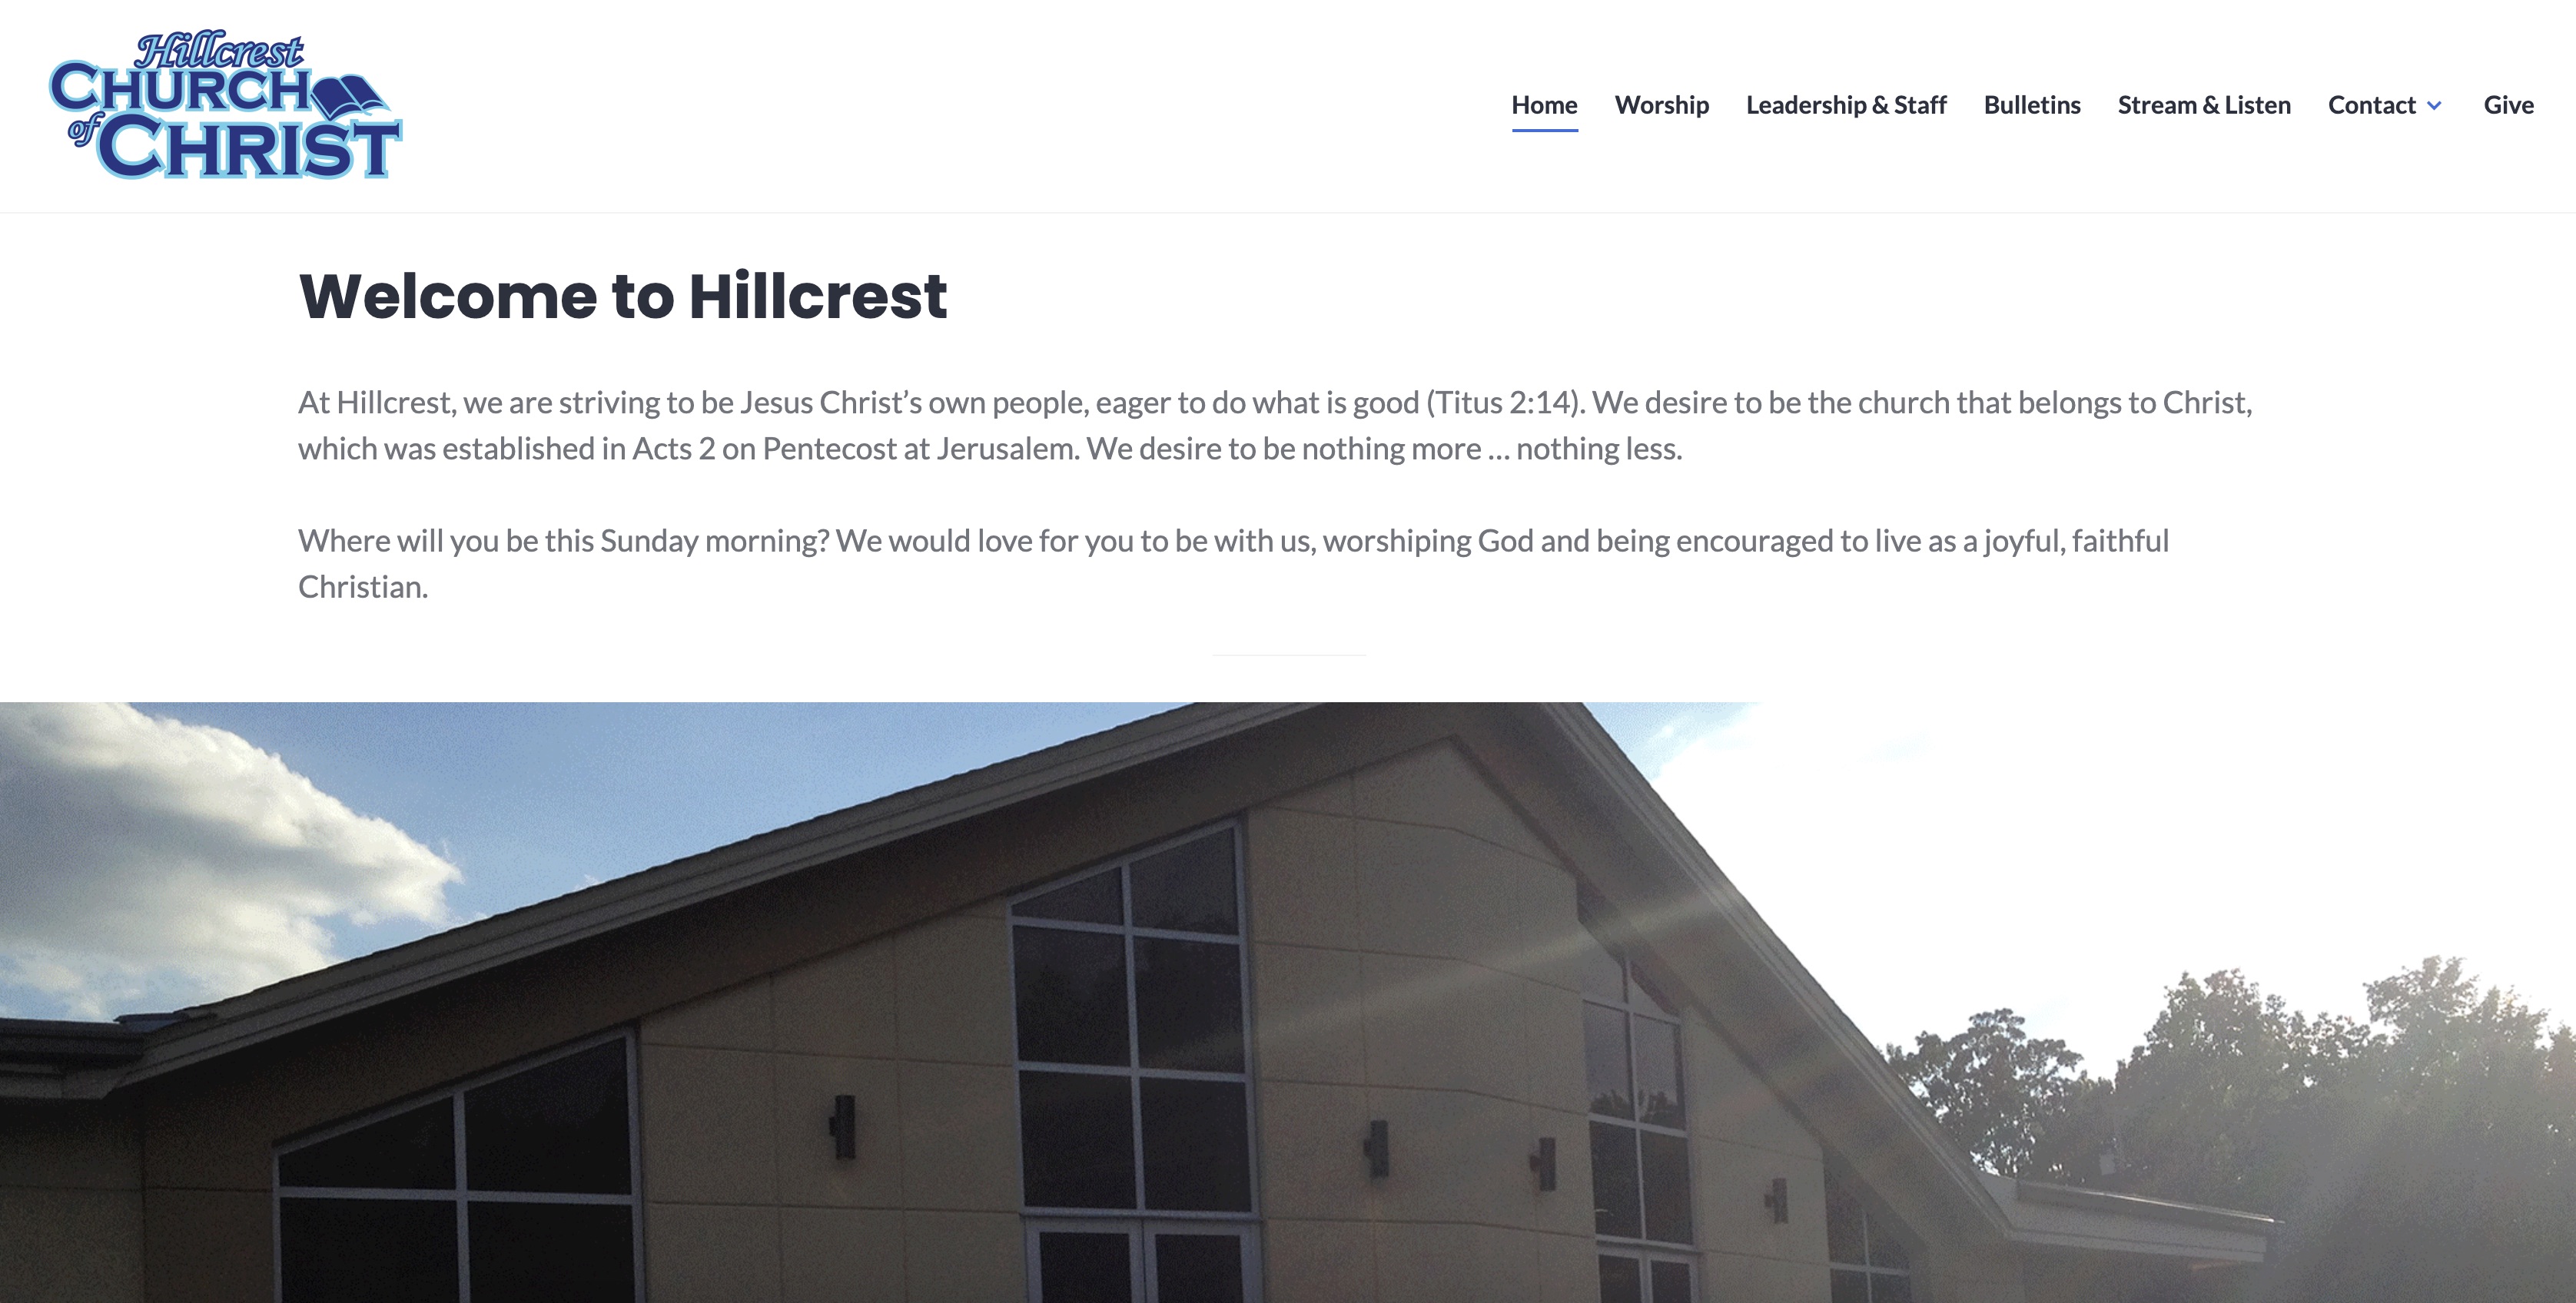 Hillcrest
CHURCH
of CHRIST
Home Worship Leadership & Staff Bulletins Stream & Listen Contact Give
Welcome to Hillcrest
At Hillcrest, we are striving to be Jesus Christ’s own people, eager to do what is good (Titus 2:14). We desire to be the church that belongs to Christ,
which was established in Acts 2 on Pentecost at Jerusalem. We desire to be nothing more … nothing less.
Where will you be this Sunday morning? We would love for you to be with us, worshiping God and being encouraged to live as a joyful, faithful
Christian.